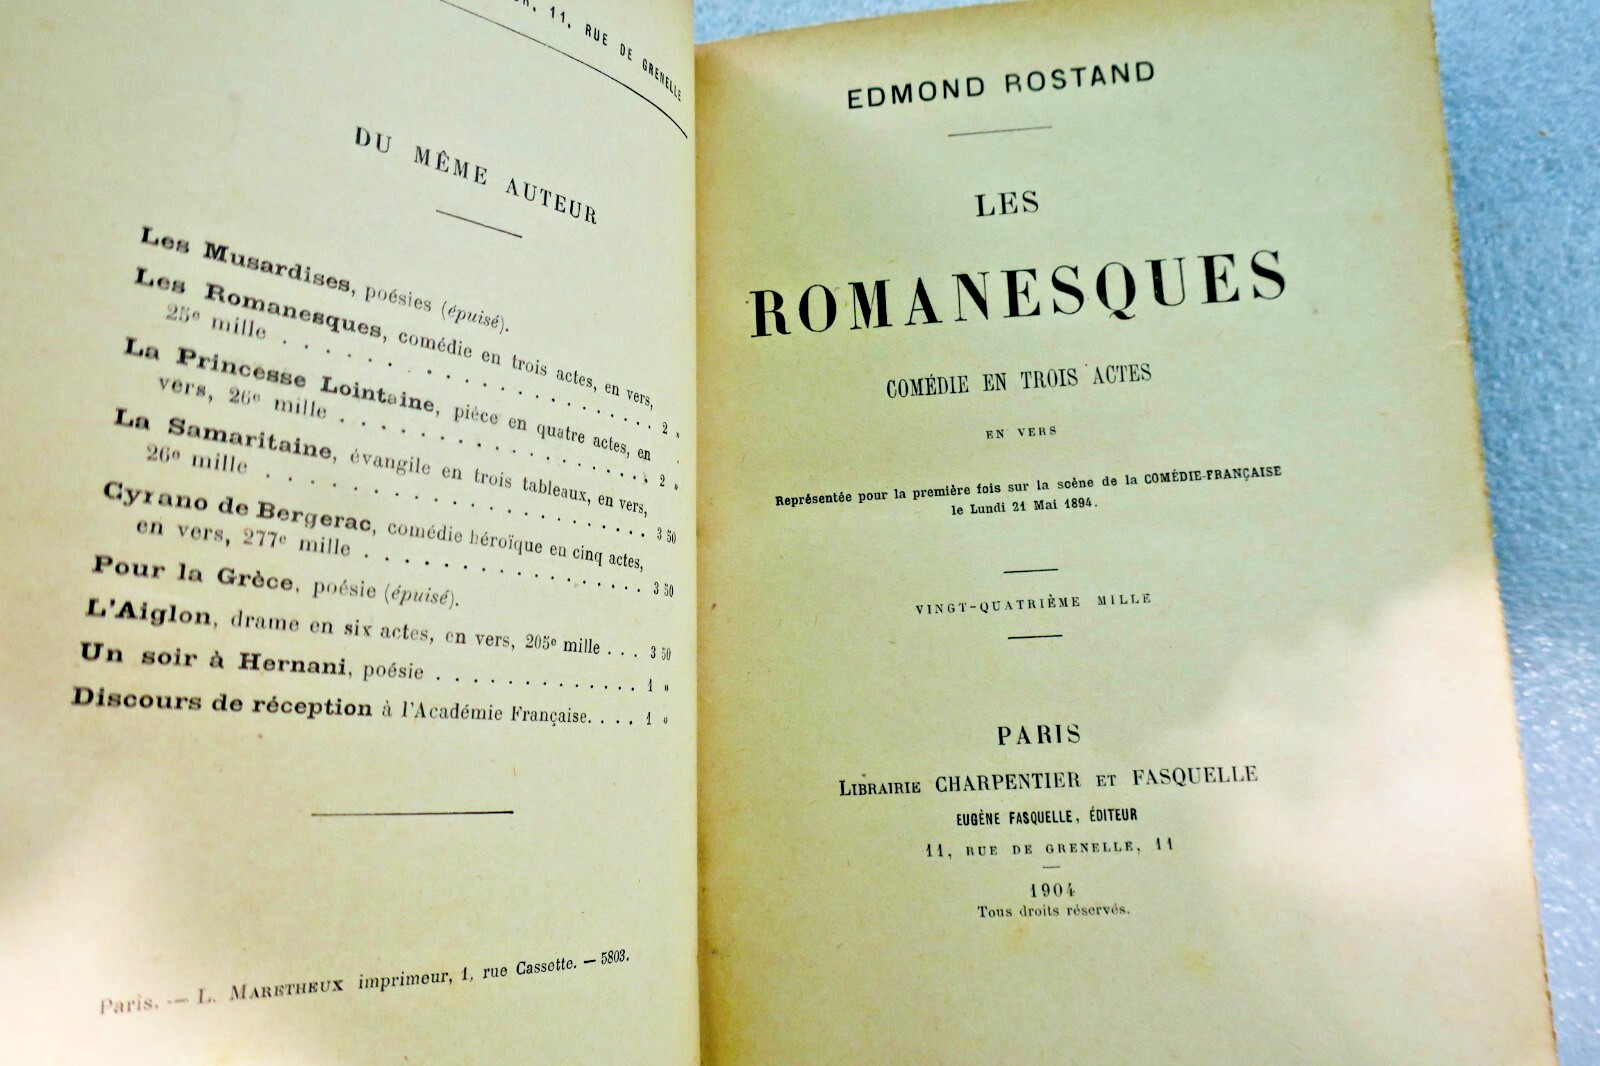 11, RUE DE GRENELLE
DU MÊME AUTEUR
Les Musardises, poésies (épuisé).
Les Romanesques, comédie en trois actes, en vers,
25e mille . . . . . . . . . . . . . . . . . . 2 »
La Princesse Lointaine, pièce en quatre actes, en
vers, 26e mille . . . . . . . . . . . . . . . . 2 »
La Samaritaine, évangile en trois tableaux, en vers,
26e mille . . . . . . . . . . . . . . . . . . 3 50
Cyrano de Bergerac, comédie héroïque en cinq actes,
en vers, 277e mille . . . . . . . . . . . . . . 3 50
Pour la Grèce, poésie (épuisé).
L'Aiglon, drame en six actes, en vers, 205e mille . . . 3 50
Un soir à Hernani, poésie . . . . . . . . . . . . . 1 »
Discours de réception à l'Académie Française. . . . 1 »
Paris. — L. MARETHEUX imprimeur, 1, rue Cassette. — 5803.
EDMOND ROSTAND
LES
ROMANESQUES
COMÉDIE EN TROIS ACTES
EN VERS
Représentée pour la première fois sur la scène de la COMÉDIE-FRANÇAISE
le Lundi 21 Mai 1894.
VINGT-QUATRIÈME MILLE
PARIS
LIBRAIRIE CHARPENTIER ET FASQUELLE
EUGÈNE FASQUELLE, ÉDITEUR
11, RUE DE GRENELLE, 11
1904
Tous droits réservés.